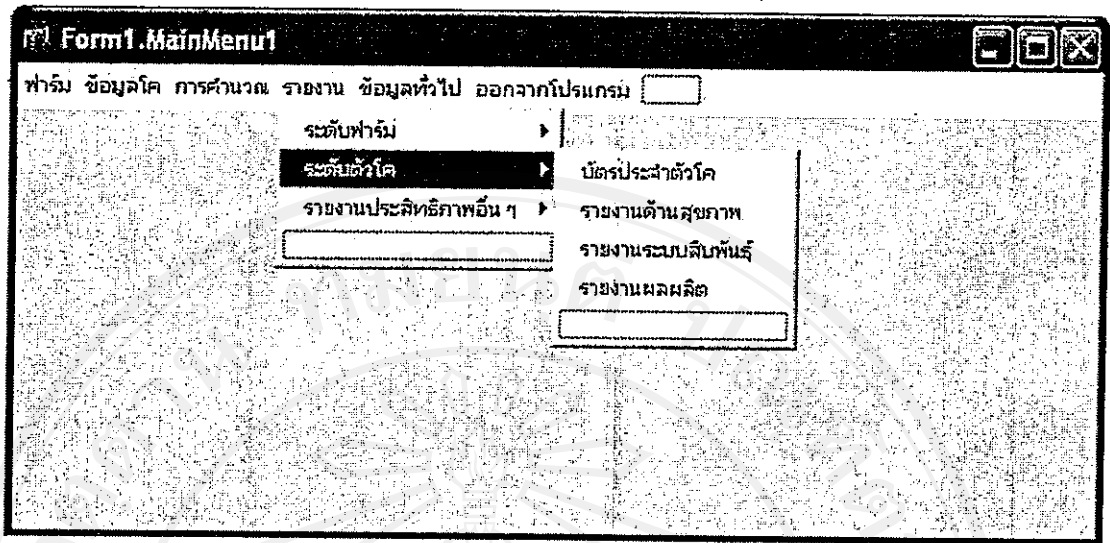 Form1.MainMenu1
ฟาร์ม ข้อมูลโค การคำนวณ รายงาน ข้อมูลทั่วไป ออกจากโปรแกรม
ระดับฟาร์ม
ระดับตัวโค
รายงานประสิทธิภาพอื่น ๆ
บัตรประจำตัวโค
รายงานด้านสุขภาพ
รายงานระบบสืบพันธุ์
รายงานผลผลิต